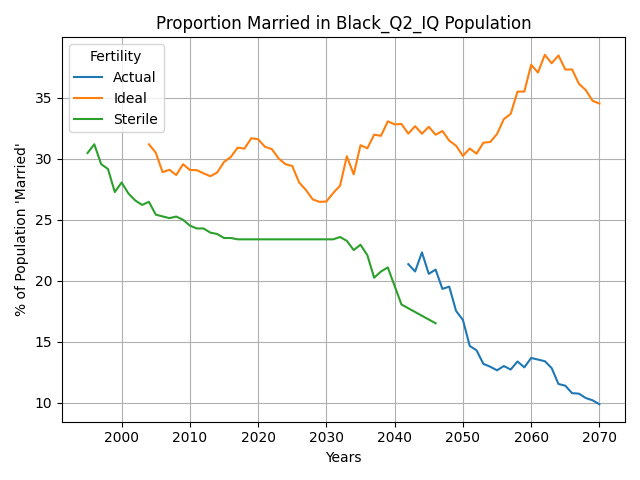 Proportion Married in Black_Q2_IQ Population
Fertility
Actual
Ideal
Sterile
% of Population 'Married'
35
30
25
20
15
10
2000
2010
2020
2030
2040
2050
2060
2070
Years